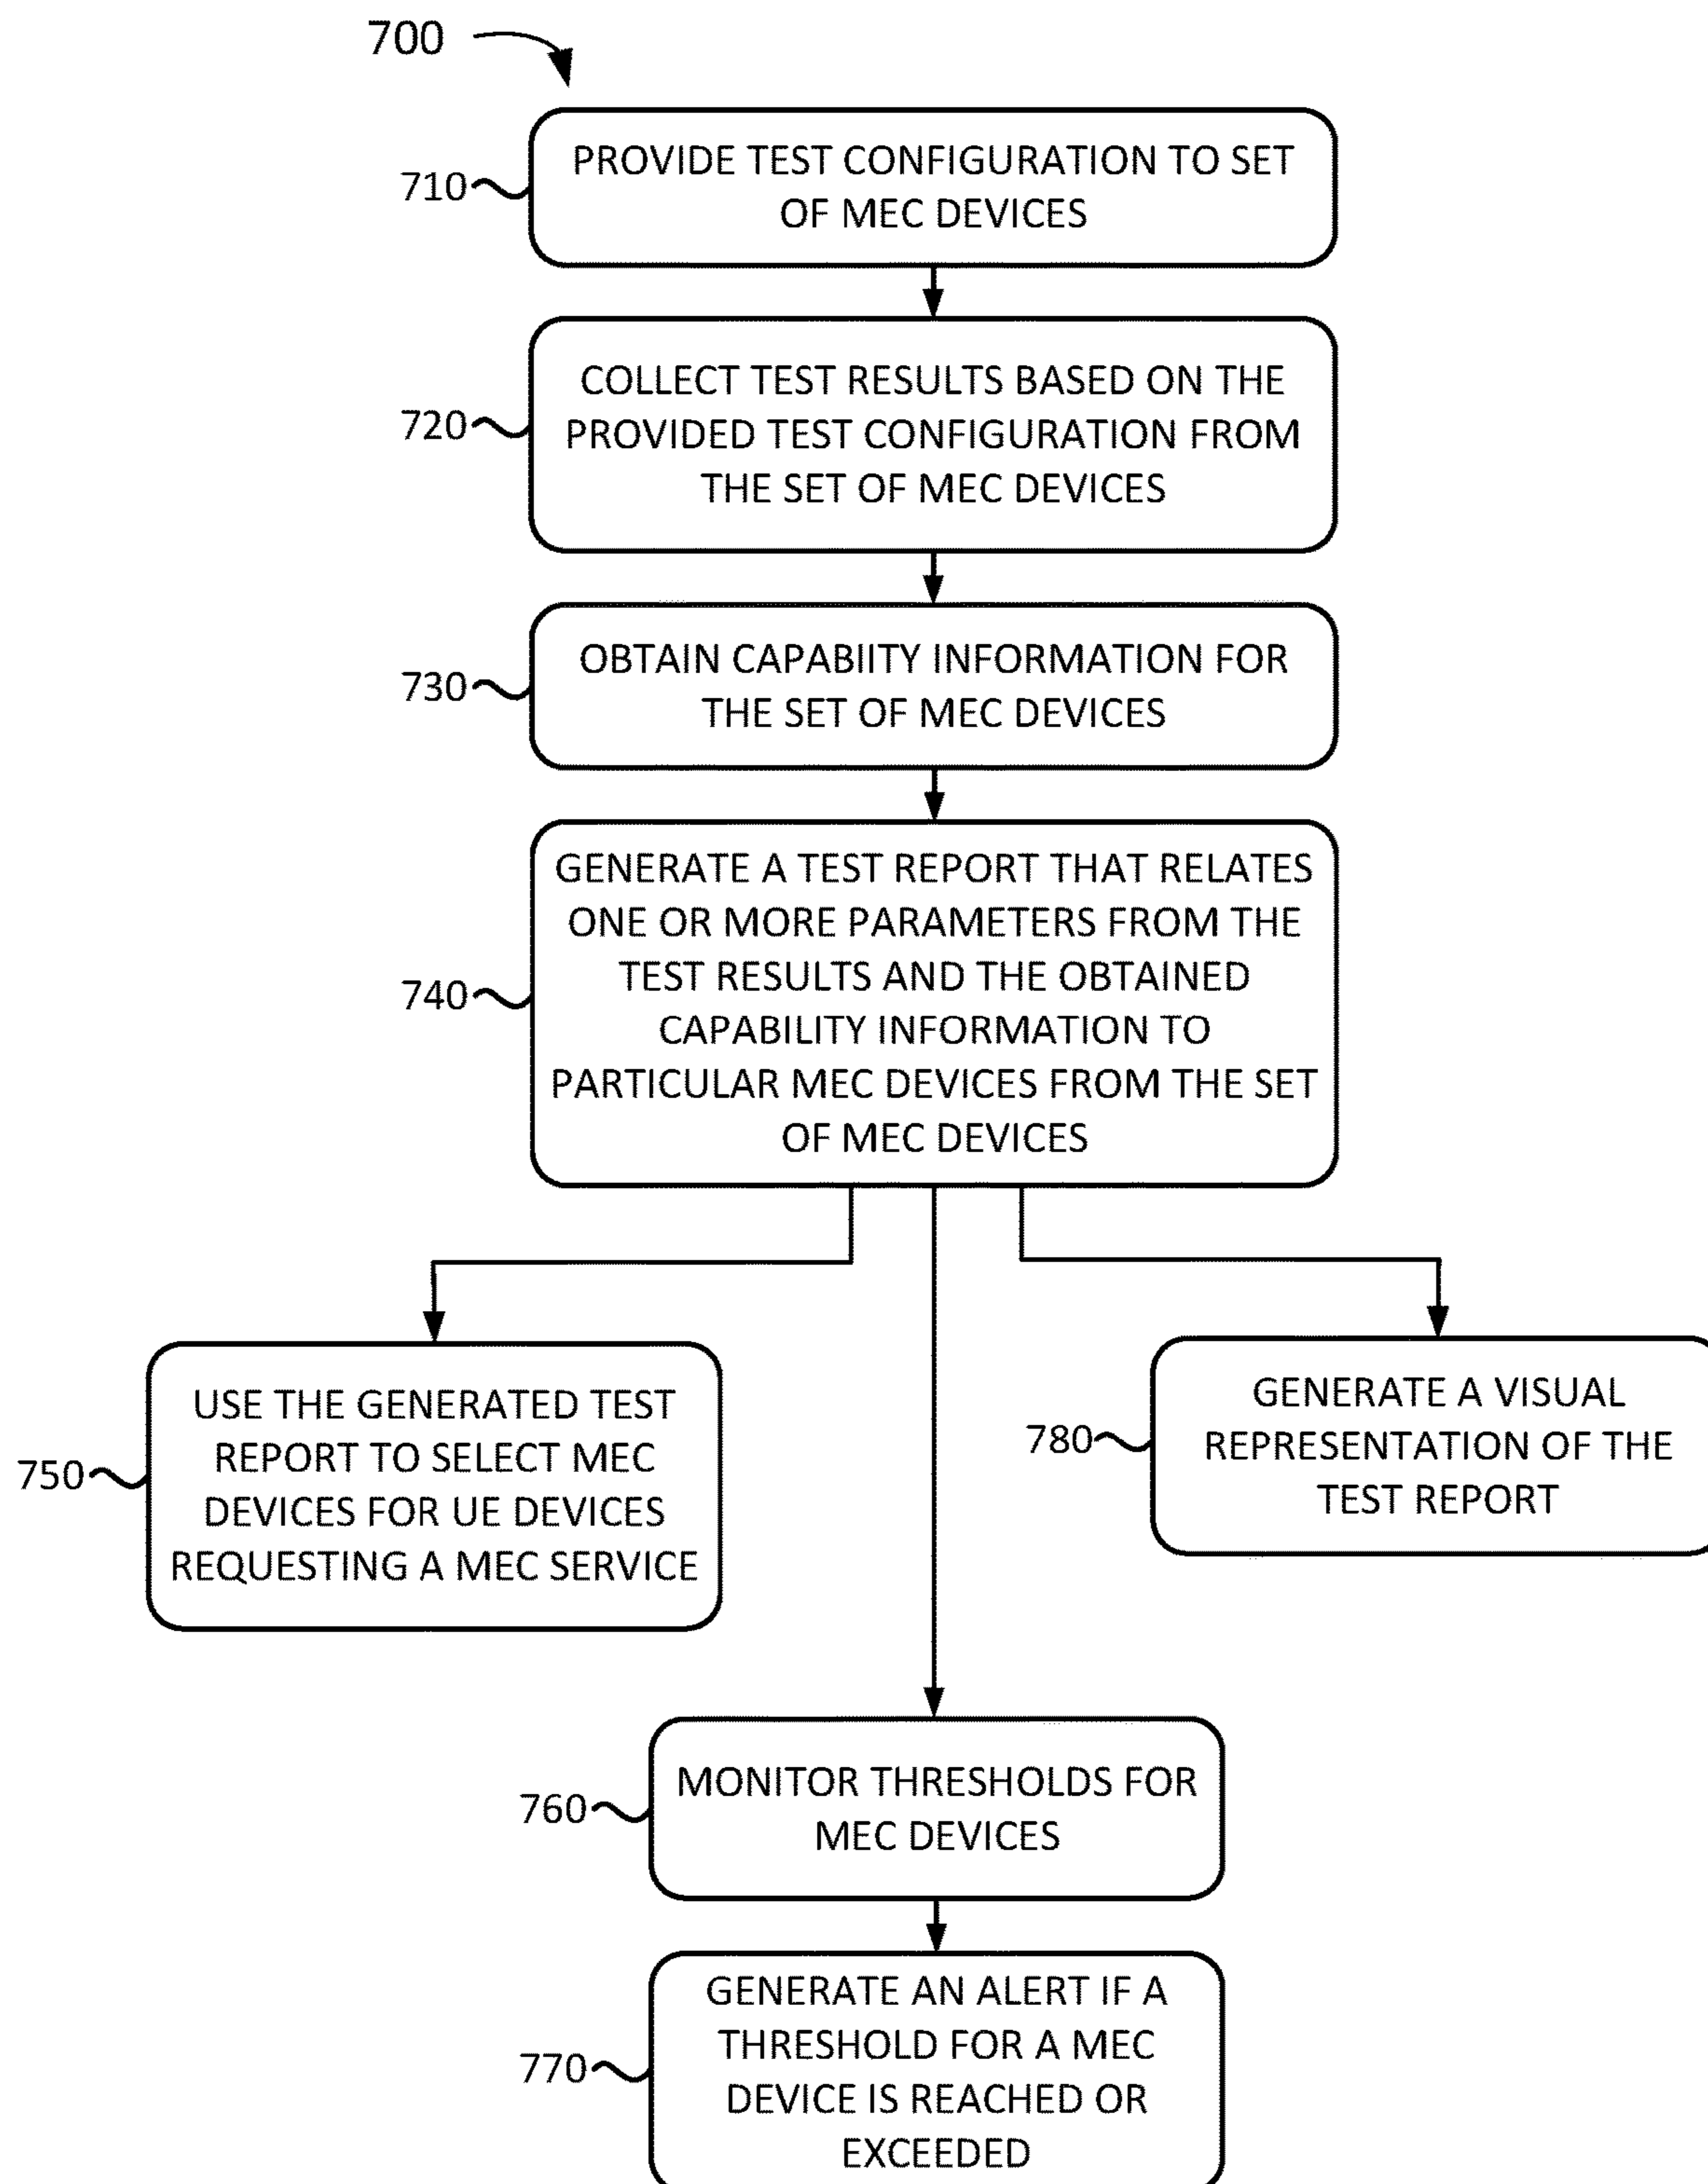 700
710
PROVIDE TEST CONFIGURATION TO SET
OF MEC DEVICES
720
COLLECT TEST RESULTS BASED ON THE
PROVIDED TEST CONFIGURATION FROM
THE SET OF MEC DEVICES
730
OBTAIN CAPABIITY INFORMATION FOR
THE SET OF MEC DEVICES
740
GENERATE A TEST REPORT THAT RELATES
ONE OR MORE PARAMETERS FROM THE
TEST RESULTS AND THE OBTAINED
CAPABILITY INFORMATION TO
PARTICULAR MEC DEVICES FROM THE SET
OF MEC DEVICES
750
USE THE GENERATED TEST
REPORT TO SELECT MEC
DEVICES FOR UE DEVICES
REQUESTING A MEC SERVICE
780
GENERATE A VISUAL
REPRESENTATION OF THE
TEST REPORT
760
MONITOR THRESHOLDS FOR
MEC DEVICES
770
GENERATE AN ALERT IF A
THRESHOLD FOR A MEC
DEVICE IS REACHED OR
EXCEEDED